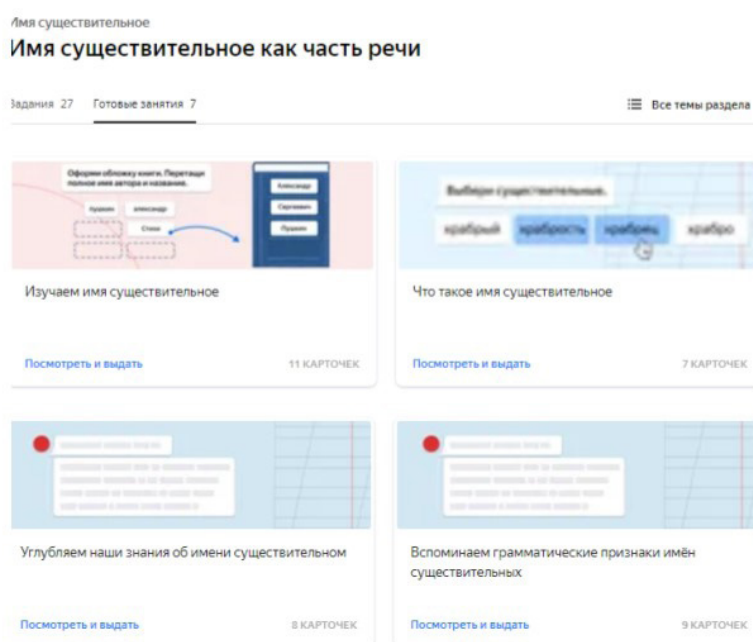 Имя существительное
Имя существительное как часть речи
Задания 27 Готовые занятия 7 Все темы раздела
Оформи обложку книги. Перетащи
полное имя автора и название.
пушкин александр
Стихи
Александр
Сергеевич
Пушкин
Выбери существительные.
храбрый храбрость храбрец храбро
Изучаем имя существительное
Что такое имя существительное
Посмотреть и выдать 11 КАРТОЧЕК
Посмотреть и выдать 7 КАРТОЧЕК
Углубляем наши знания об имени существительном
Вспоминаем грамматические признаки имён
существительных
Посмотреть и выдать 8 КАРТОЧЕК
Посмотреть и выдать 9 КАРТОЧЕК